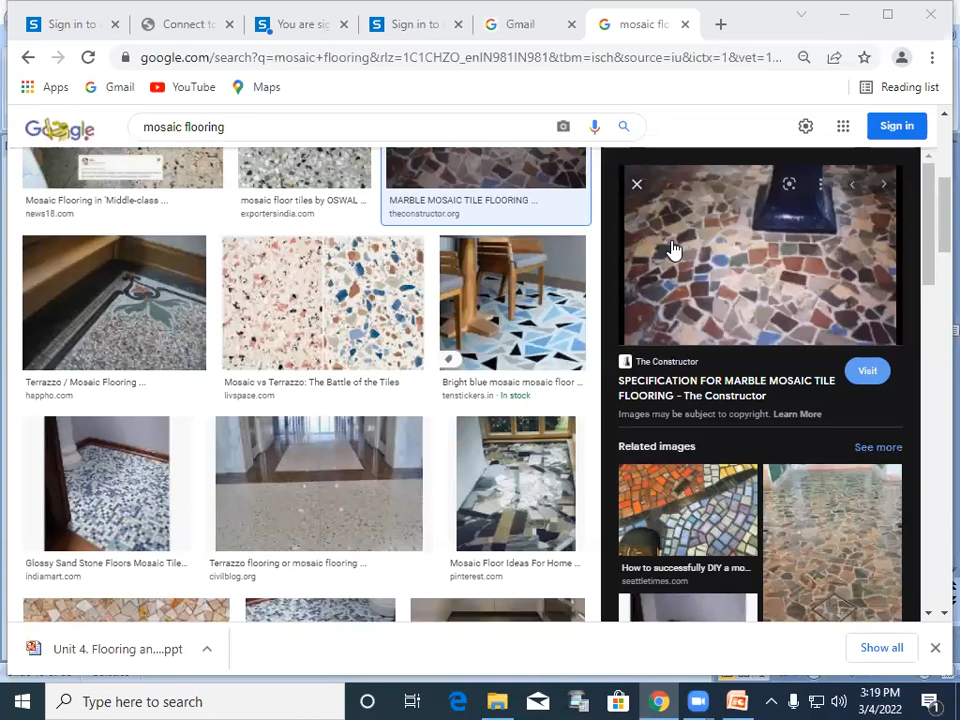 Sign in to
Connect to
You are sig
Sign in to
Gmail
mosaic flo
google.com/search?q=mosaic+flooring&rlz=1C1CHZO_enIN981IN981&tbm=isch&source=iu&ictx=1&vet=1...
Apps
Gmail
YouTube
Maps
Reading list
Google
mosaic flooring
Sign in
Mosaic Flooring in 'Middle-class ...
news18.com
mosaic floor tiles by OSWAL ...
exportersindia.com
MARBLE MOSAIC TILE FLOORING ...
theconstructor.org
The Constructor
Visit
SPECIFICATION FOR MARBLE MOSAIC TILE
FLOORING - The Constructor
Images may be subject to copyright. Learn More
Terrazzo / Mosaic Flooring ...
happho.com
Mosaic vs Terrazzo: The Battle of the Tiles
livspace.com
Bright blue mosaic mosaic floor ...
tenstickers.in · In stock
Related images
See more
Glossy Sand Stone Floors Mosaic Tile...
indiamart.com
Terrazzo flooring or mosaic flooring ...
civilblog.org
Mosaic Floor Ideas For Home ...
pinterest.com
How to successfully DIY a mo...
seattletimes.com
Unit 4. Flooring an....ppt
Show all
Type here to search
3:19 PM
3/4/2022
1